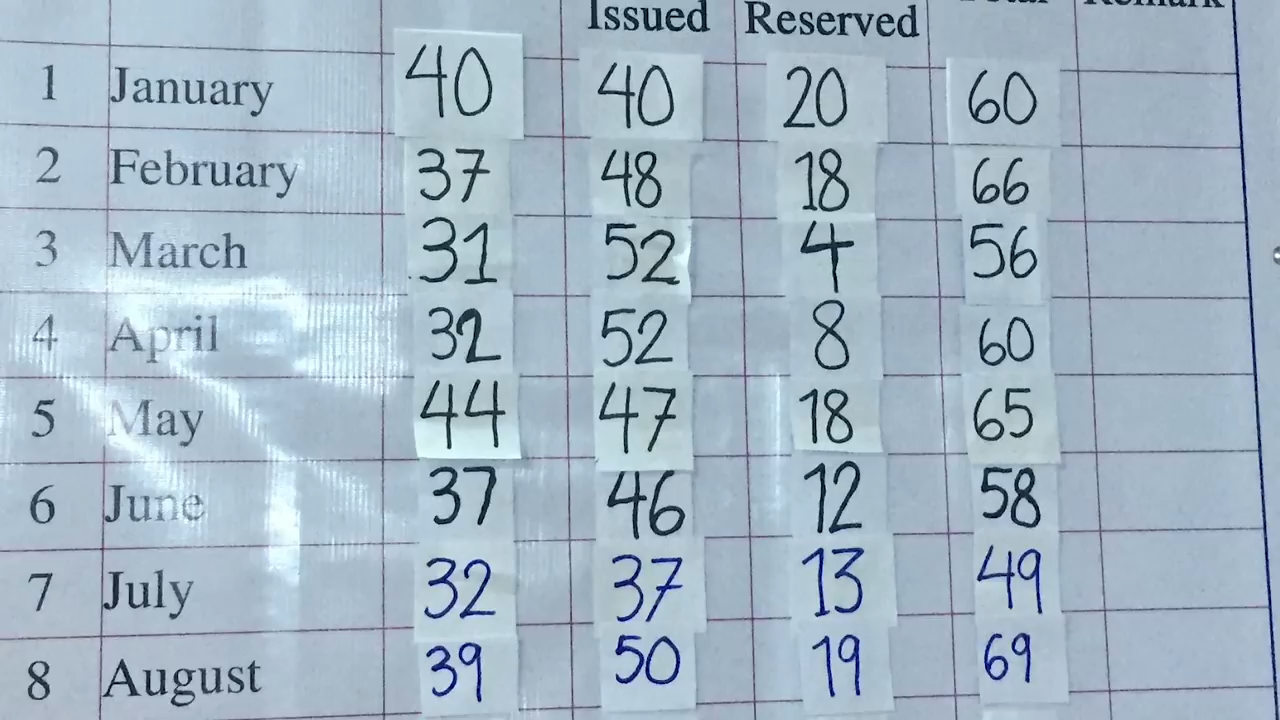 Issued Reserved Total Remark
1 January 40 40 20 60
2 February 37 48 18 66
3 March 31 52 4 56
4 April 32 52 8 60
5 May 44 47 18 65
6 June 37 46 12 58
7 July 32 37 13 49
8 August 39 50 19 69